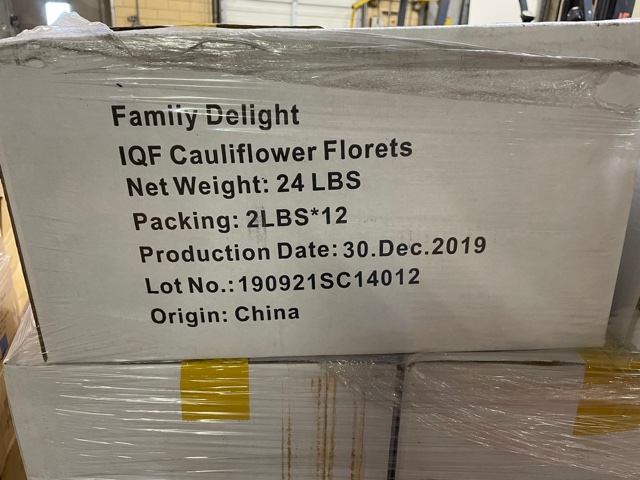 Famiiy Delight
IQF Cauliflower Florets
Net Weight: 24 LBS
Packing: 2LBS*12
Production Date: 30.Dec.2019
Lot No.:190921SC14012
Origin: China